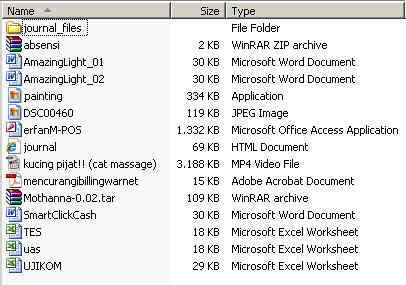 Name Size Type
journal_files File Folder
absensi 2 KB WinRAR ZIP archive
AmazingLight_01 30 KB Microsoft Word Document
AmazingLight_02 30 KB Microsoft Word Document
painting 334 KB Application
DSC00460 119 KB JPEG Image
erfanM-POS 1.332 KB Microsoft Office Access Application
journal 69 KB HTML Document
kucing pijat!! (cat massage) 3.188 KB MP4 Video File
mencurangibillingwarnet 15 KB Adobe Acrobat Document
Mothanna-0.02.tar 109 KB WinRAR archive
SmartClickCash 30 KB Microsoft Word Document
TES 18 KB Microsoft Excel Worksheet
uas 18 KB Microsoft Excel Worksheet
UJIKOM 29 KB Microsoft Excel Worksheet